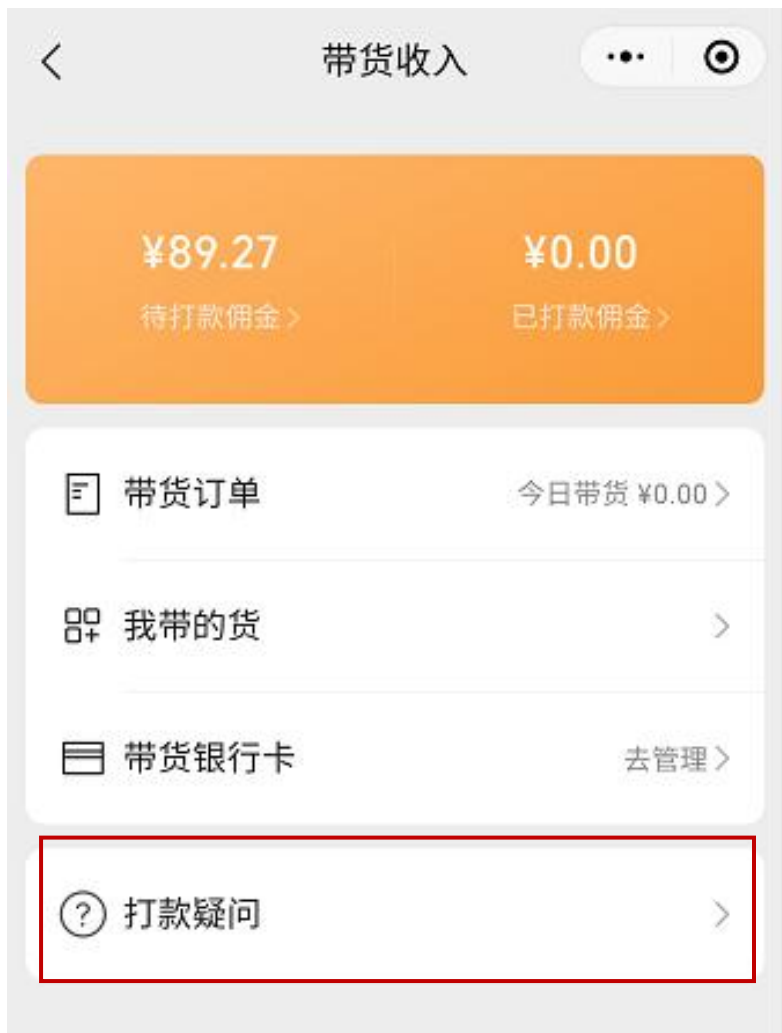 带货收入
¥89.27
¥0.00
待打款佣金
已打款佣金
带货订单
今日带货 ¥0.00
我带的货
带货银行卡
去管理
打款疑问